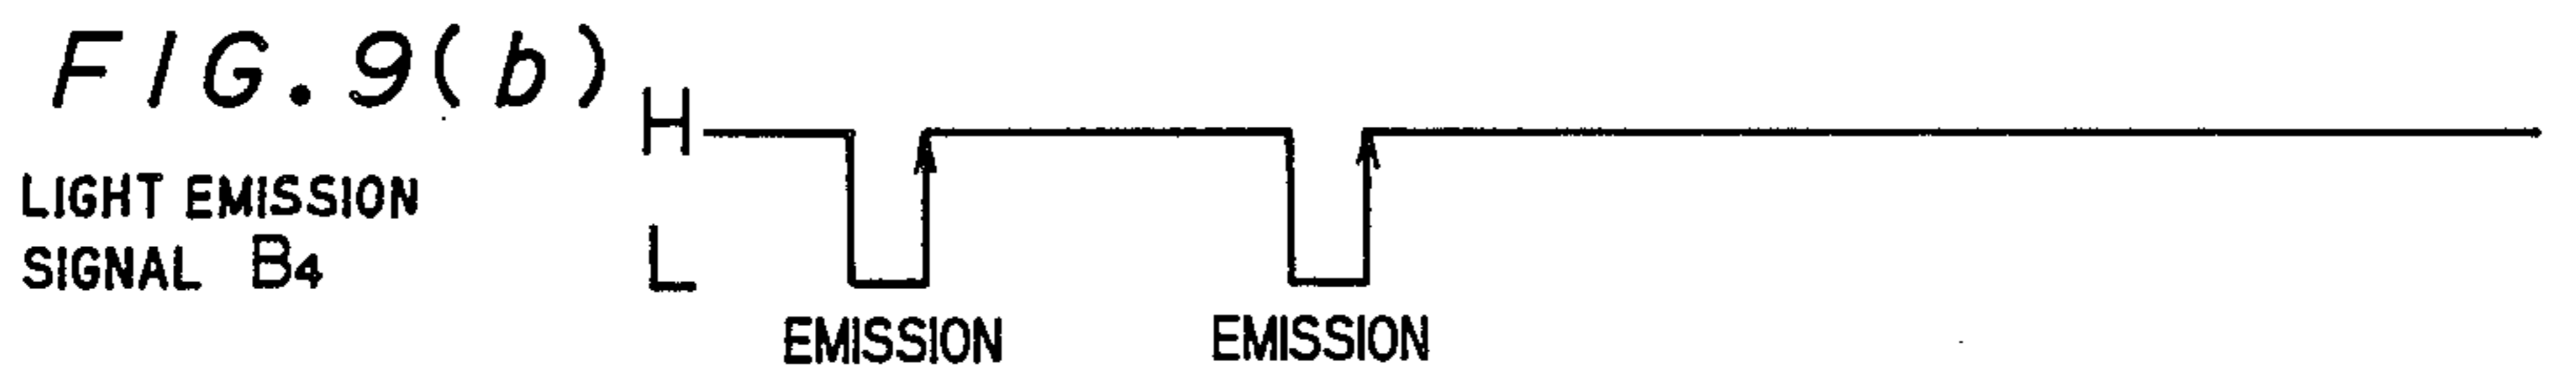 FIG. 9(b)
H
LIGHT EMISSION
SIGNAL B4
L
EMISSION EMISSION